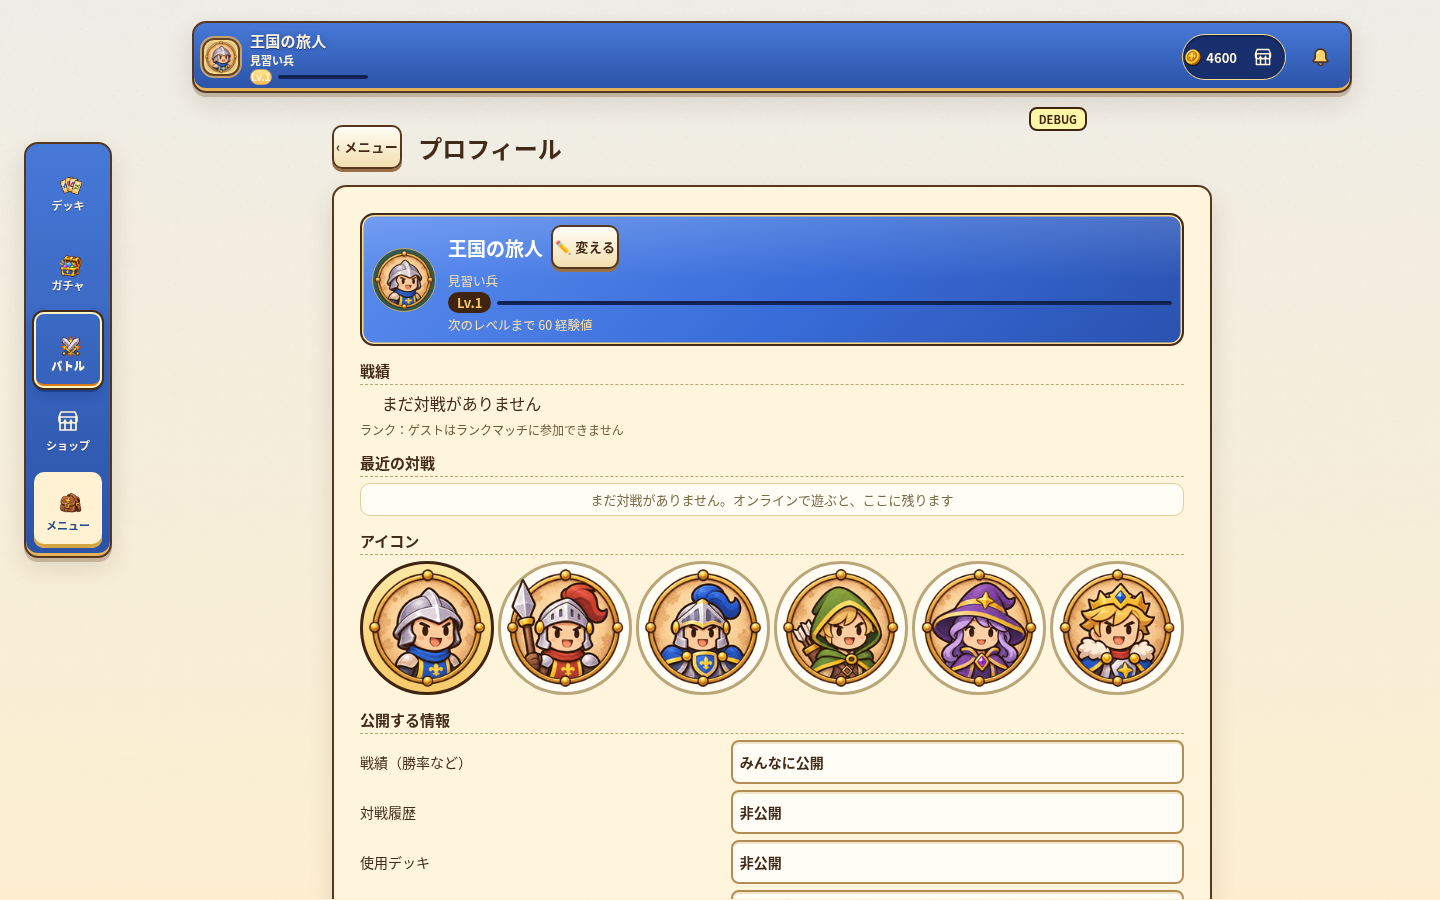 王国の旅人
見習い兵
Lv.1
4600
DEBUG
‹ メニュー
プロフィール
デッキ
ガチャ
バトル
ショップ
メニュー
王国の旅人
変える
見習い兵
Lv.1
次のレベルまで 60 経験値
戦績
まだ対戦がありません
ランク：ゲストはランクマッチに参加できません
最近の対戦
まだ対戦がありません。オンラインで遊ぶと、ここに残ります
アイコン
公開する情報
戦績（勝率など）
みんなに公開
対戦履歴
非公開
使用デッキ
非公開